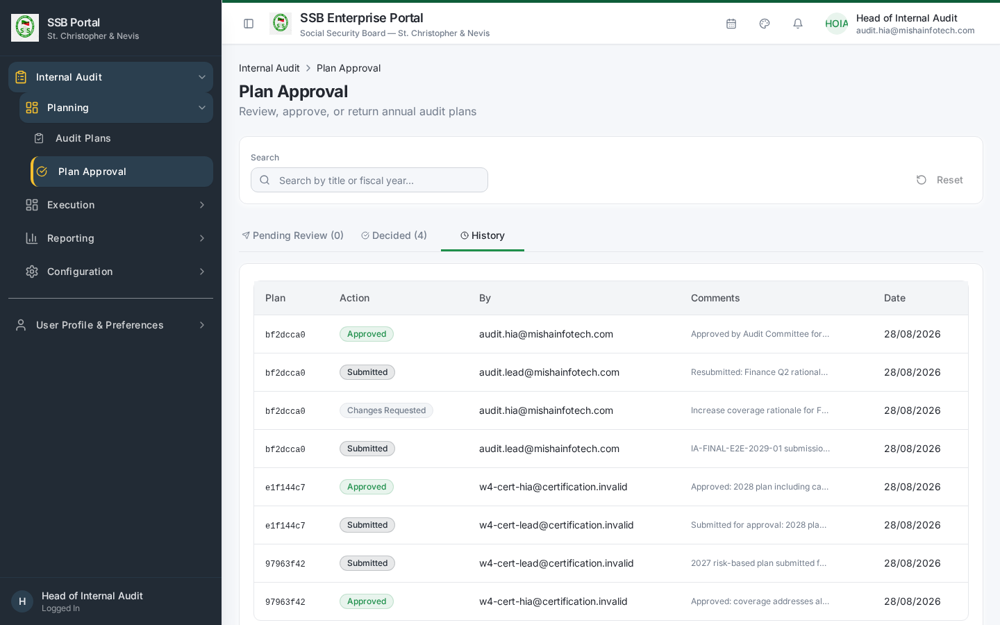 SSB Portal
St. Christopher & Nevis
Internal Audit
Planning
Audit Plans
Plan Approval
Execution
Reporting
Configuration
User Profile & Preferences
H
Head of Internal Audit
Logged In
SSB Enterprise Portal
Social Security Board — St. Christopher & Nevis
HOIA
Head of Internal Audit
audit.hia@mishainfotech.com
Internal Audit > Plan Approval
Plan Approval
Review, approve, or return annual audit plans
Search
Search by title or fiscal year...
Reset
Pending Review (0) Decided (4) History
Plan Action By Comments Date
bf2dcca0 Approved audit.hia@mishainfotech.com Approved by Audit Committee for... 28/08/2026
bf2dcca0 Submitted audit.lead@mishainfotech.com Resubmitted: Finance Q2 rational... 28/08/2026
bf2dcca0 Changes Requested audit.hia@mishainfotech.com Increase coverage rationale for F... 28/08/2026
bf2dcca0 Submitted audit.lead@mishainfotech.com IA-FINAL-E2E-2029-01 submissio... 28/08/2026
e1f144c7 Approved w4-cert-hia@certification.invalid Approved: 2028 plan including ca... 28/08/2026
e1f144c7 Submitted w4-cert-lead@certification.invalid Submitted for approval: 2028 pla... 28/08/2026
97963f42 Submitted w4-cert-lead@certification.invalid 2027 risk-based plan submitted f... 28/08/2026
97963f42 Approved w4-cert-hia@certification.invalid Approved: coverage addresses al... 28/08/2026